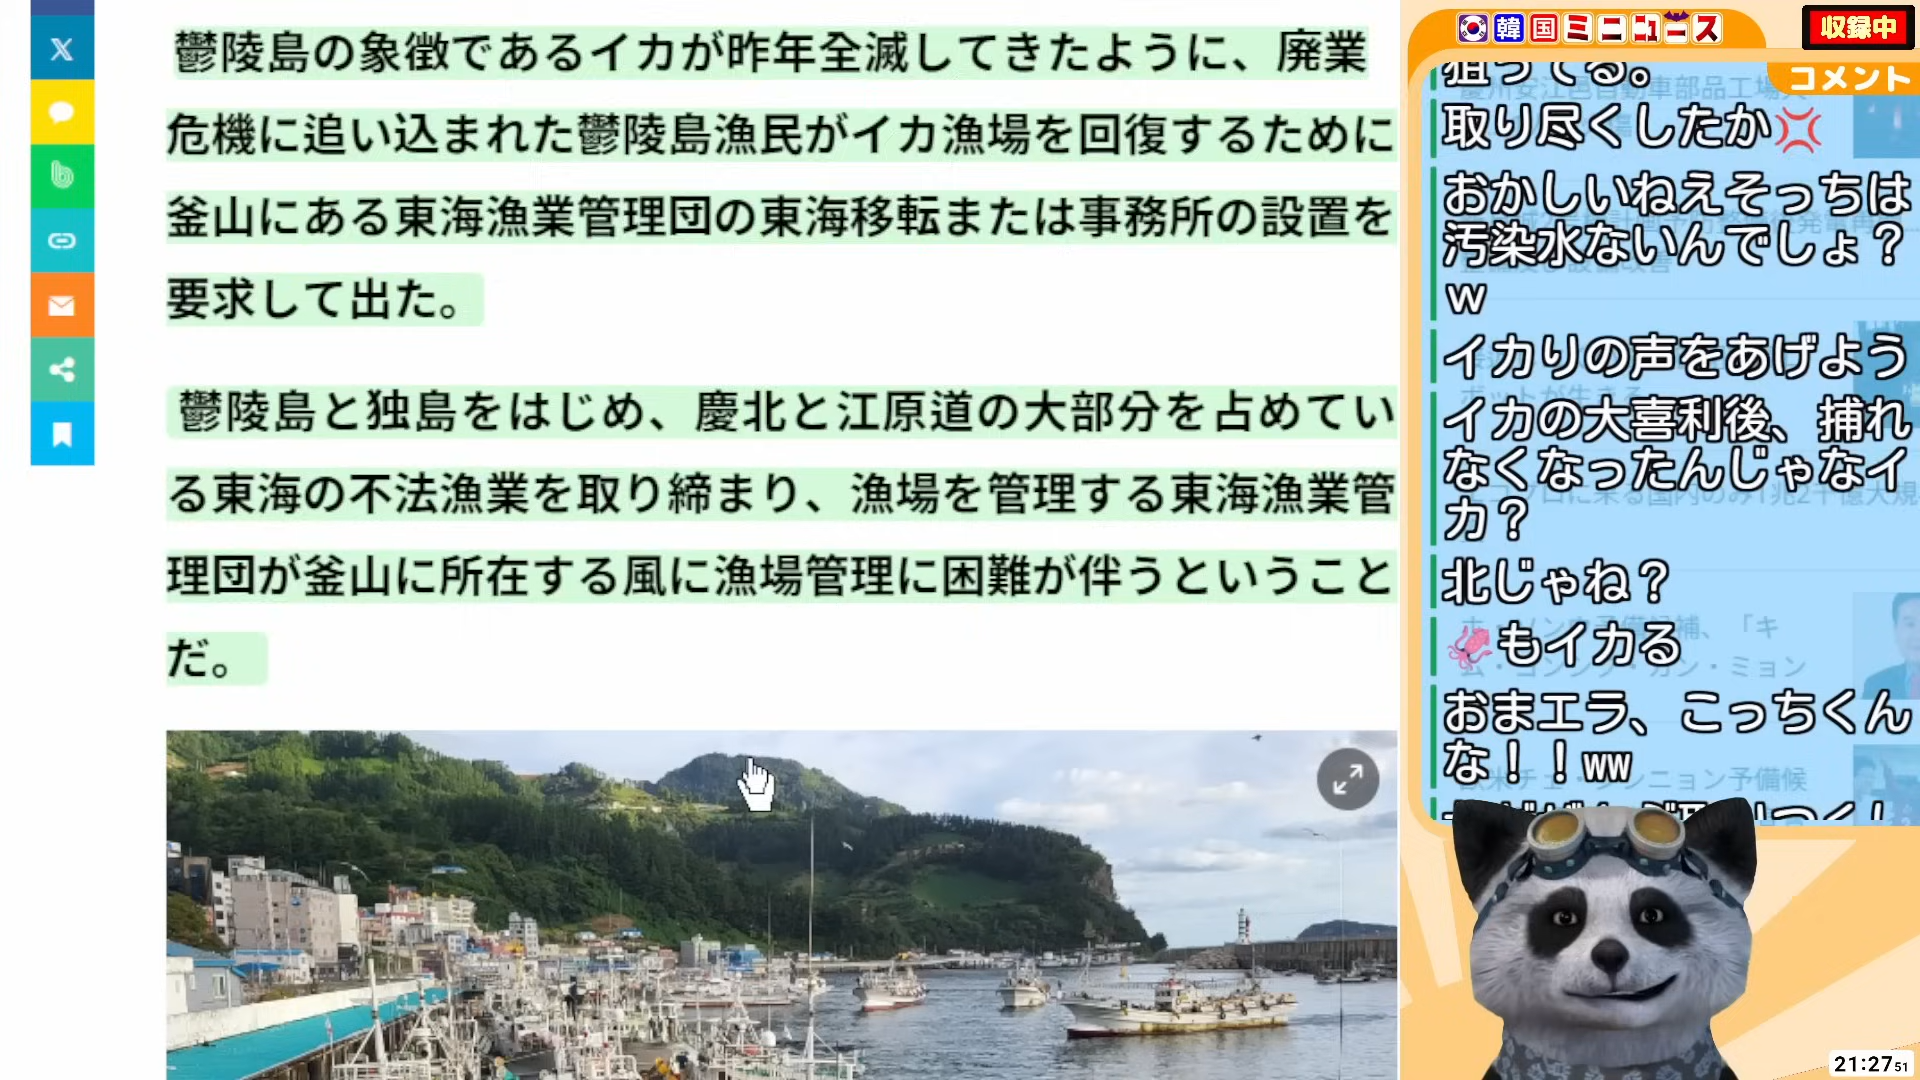 鬱陵島の象徴であるイカが昨年全滅してきたように、廃業
危機に追い込まれた鬱陵島漁民がイカ漁場を回復するために
釜山にある東海漁業管理団の東海移転または事務所の設置を
要求して出た。
鬱陵島と独島をはじめ、慶北と江原道の大部分を占めてい
る東海の不法漁業を取り締まり、漁場を管理する東海漁業管
理団が釜山に所在する風に漁場管理に困難が伴うということ
だ。
韓国ミニニュース
収録中
コメント
狙ってる。
取り尽くしたか💢
おかしいねえそっちは
汚染水ないんでしょ？
ｗ
イカりの声をあげよう
イカの大喜利後、捕れ
なくなったんじゃなイ
カ？
北じゃね？
🦑もイカる
おまエラ、こっちくん
な！！ww
21:27 51